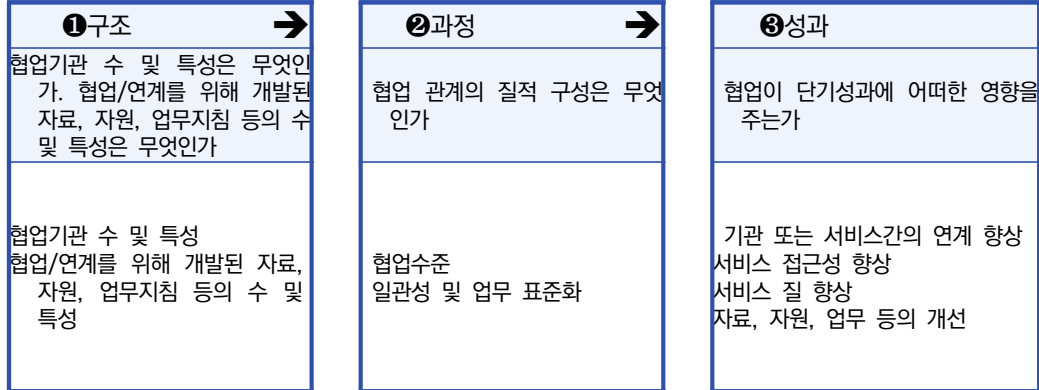 ❶구조 ➔
협업기관 수 및 특성은 무엇인
가. 협업/연계를 위해 개발된
자료, 자원, 업무지침 등의 수
및 특성은 무엇인가
협업기관 수 및 특성
협업/연계를 위해 개발된 자료,
자원, 업무지침 등의 수 및
특성
❷과정 ➔
협업 관계의 질적 구성은 무엇
인가
협업수준
일관성 및 업무 표준화
❸성과
협업이 단기성과에 어떠한 영향을
주는가
기관 또는 서비스간의 연계 향상
서비스 접근성 향상
서비스 질 향상
자료, 자원, 업무 등의 개선